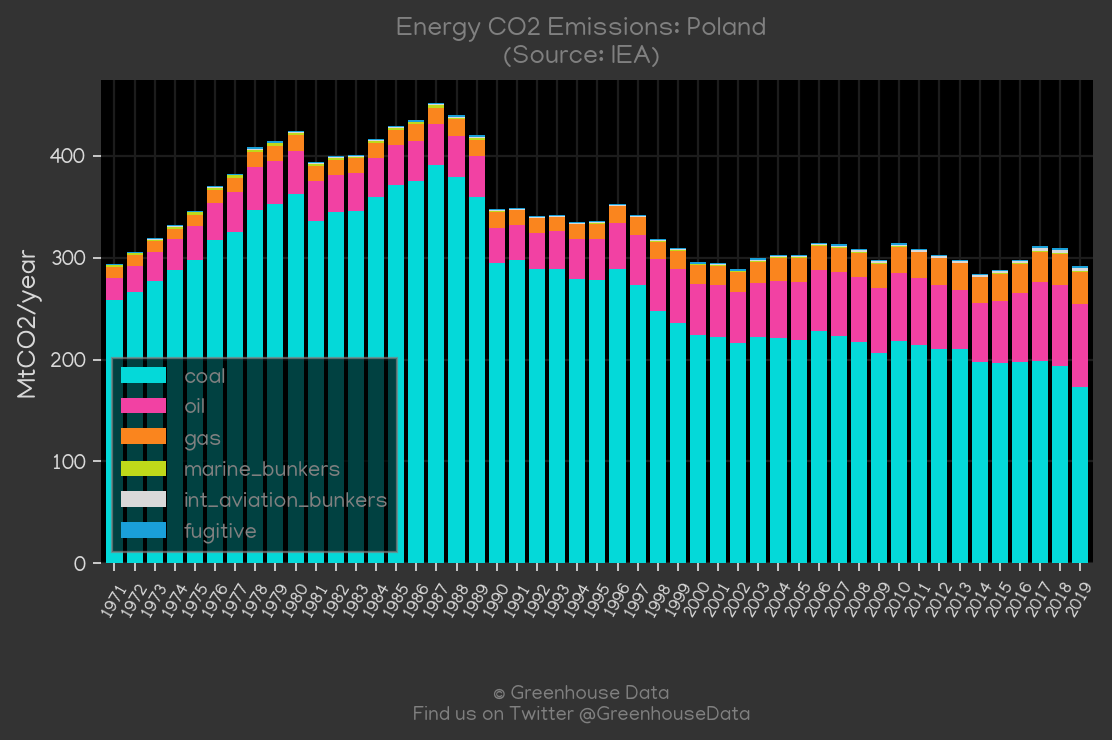 Energy CO2 Emissions: Poland
(Source: IEA)
MtCO2/year
400
300
200
100
0
coal
oil
gas
marine_bunkers
int_aviation_bunkers
fugitive
1971 1972 1973 1974 1975 1976 1977 1978 1979 1980 1981 1982 1983 1984 1985 1986 1987 1988 1989 1990 1991 1992 1993 1994 1995 1996 1997 1998 1999 2000 2001 2002 2003 2004 2005 2006 2007 2008 2009 2010 2011 2012 2013 2014 2015 2016 2017 2018 2019
© Greenhouse Data
Find us on Twitter @GreenhouseData